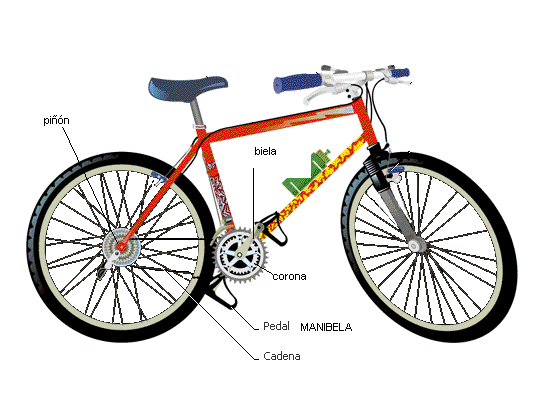 piñón
biela
corona
Pedal MANIBELA
Cadena